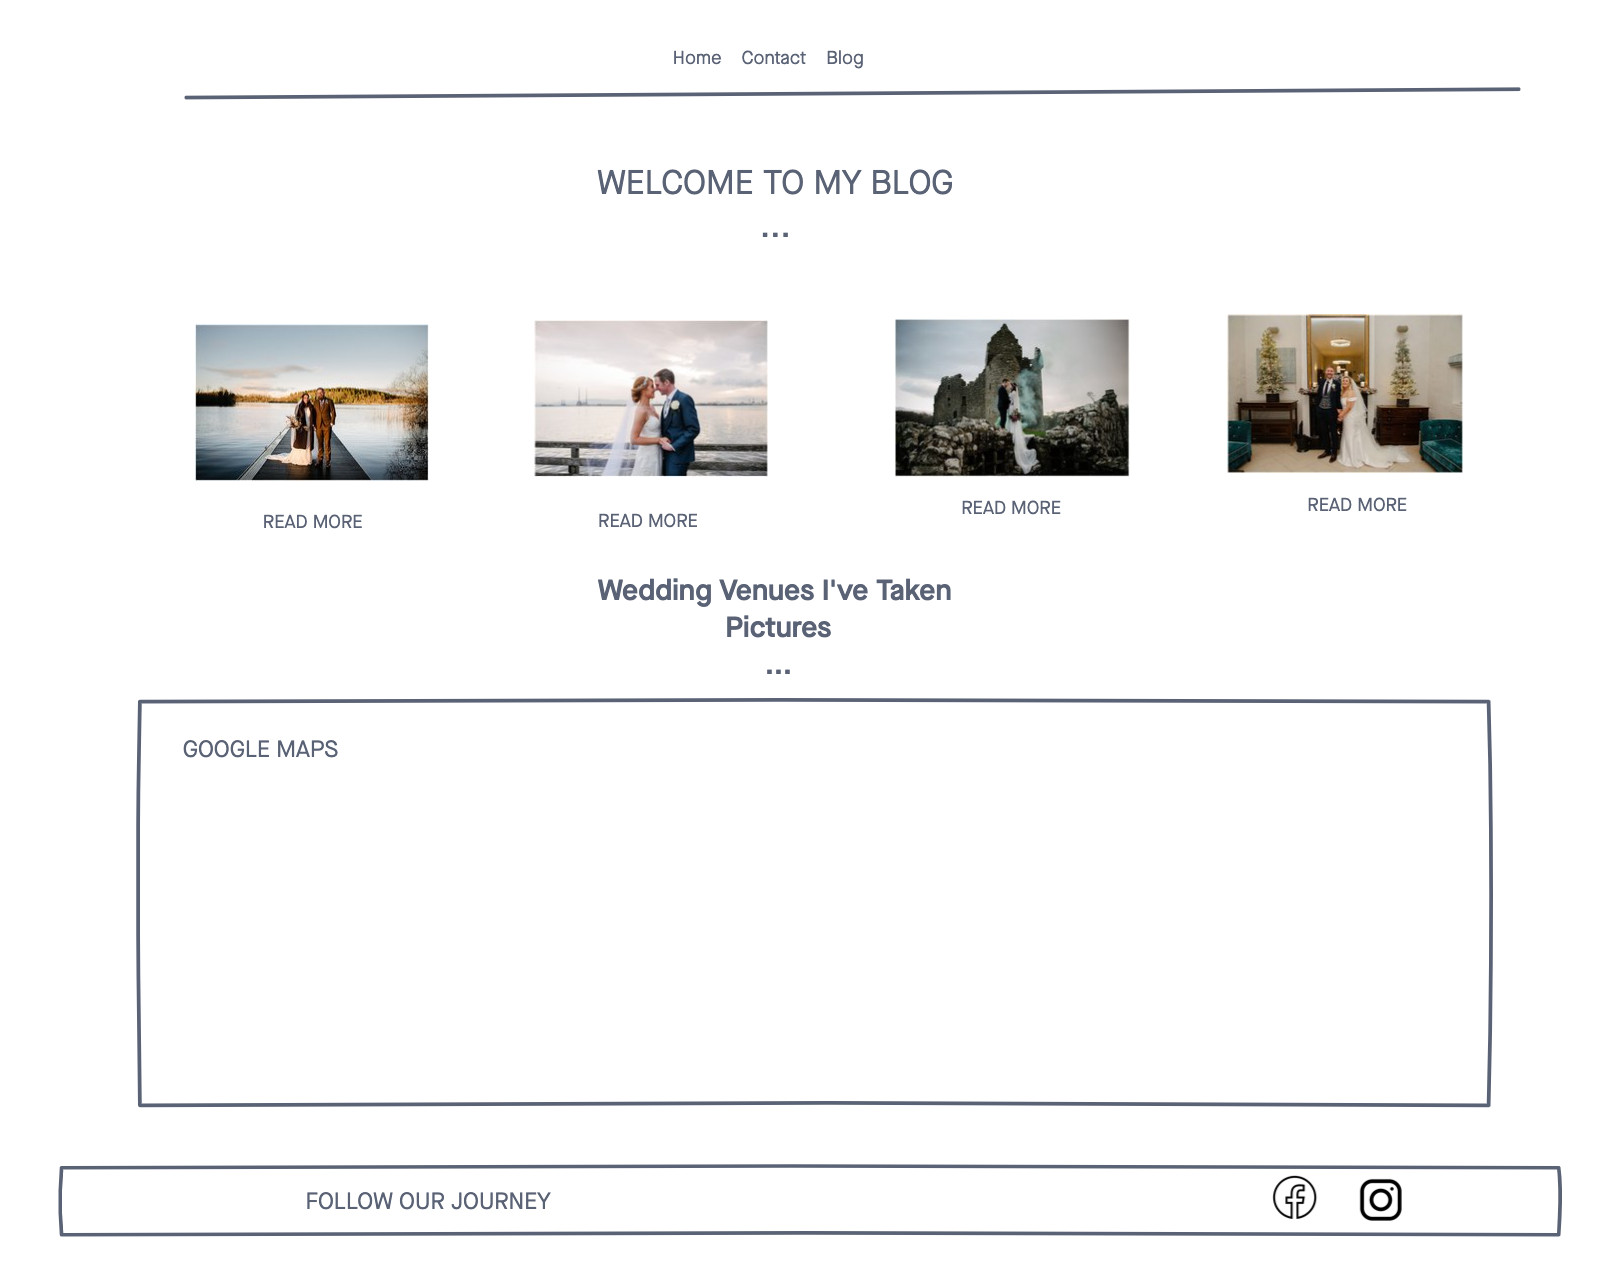 Home Contact Blog
WELCOME TO MY BLOG
...
READ MORE
READ MORE
READ MORE
READ MORE
Wedding Venues I've Taken
Pictures
...
GOOGLE MAPS
FOLLOW OUR JOURNEY